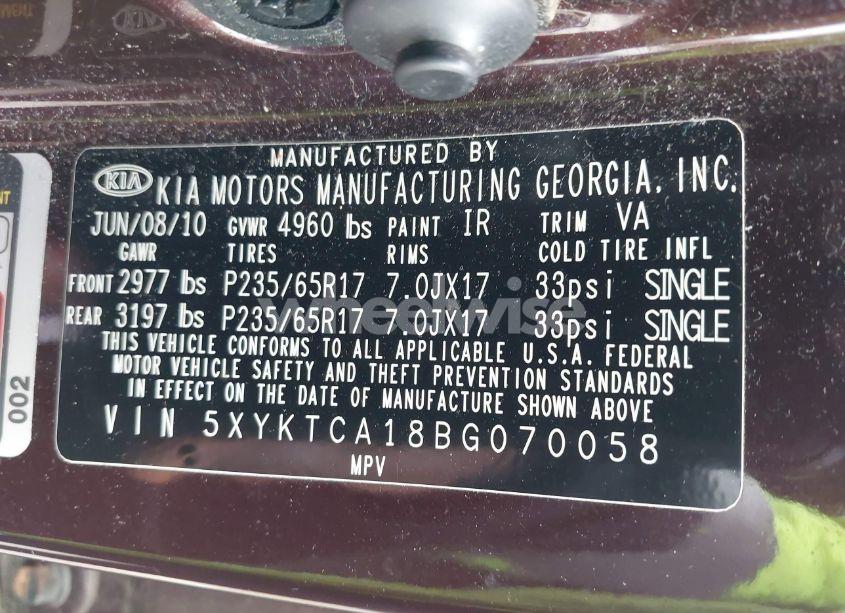 MANUFACTURED BY
KIA KIA MOTORS MANUFACTURING GEORGIA, INC.
JUN/08/10 GVWR 4960 lbs PAINT IR TRIM VA
GAWR TIRES RIMS COLD TIRE INFL
FRONT 2977 lbs P235/65R17 7.0JX17 33psi SINGLE
REAR 3197 lbs P235/65R17 7.0JX17 33psi SINGLE
THIS VEHICLE CONFORMS TO ALL APPLICABLE U.S.A. FEDERAL
MOTOR VEHICLE SAFETY AND THEFT PREVENTION STANDARDS
IN EFFECT ON THE DATE OF MANUFACTURE SHOWN ABOVE
VIN 5XYKTCA18BG070058
MPV
002
wheelwise